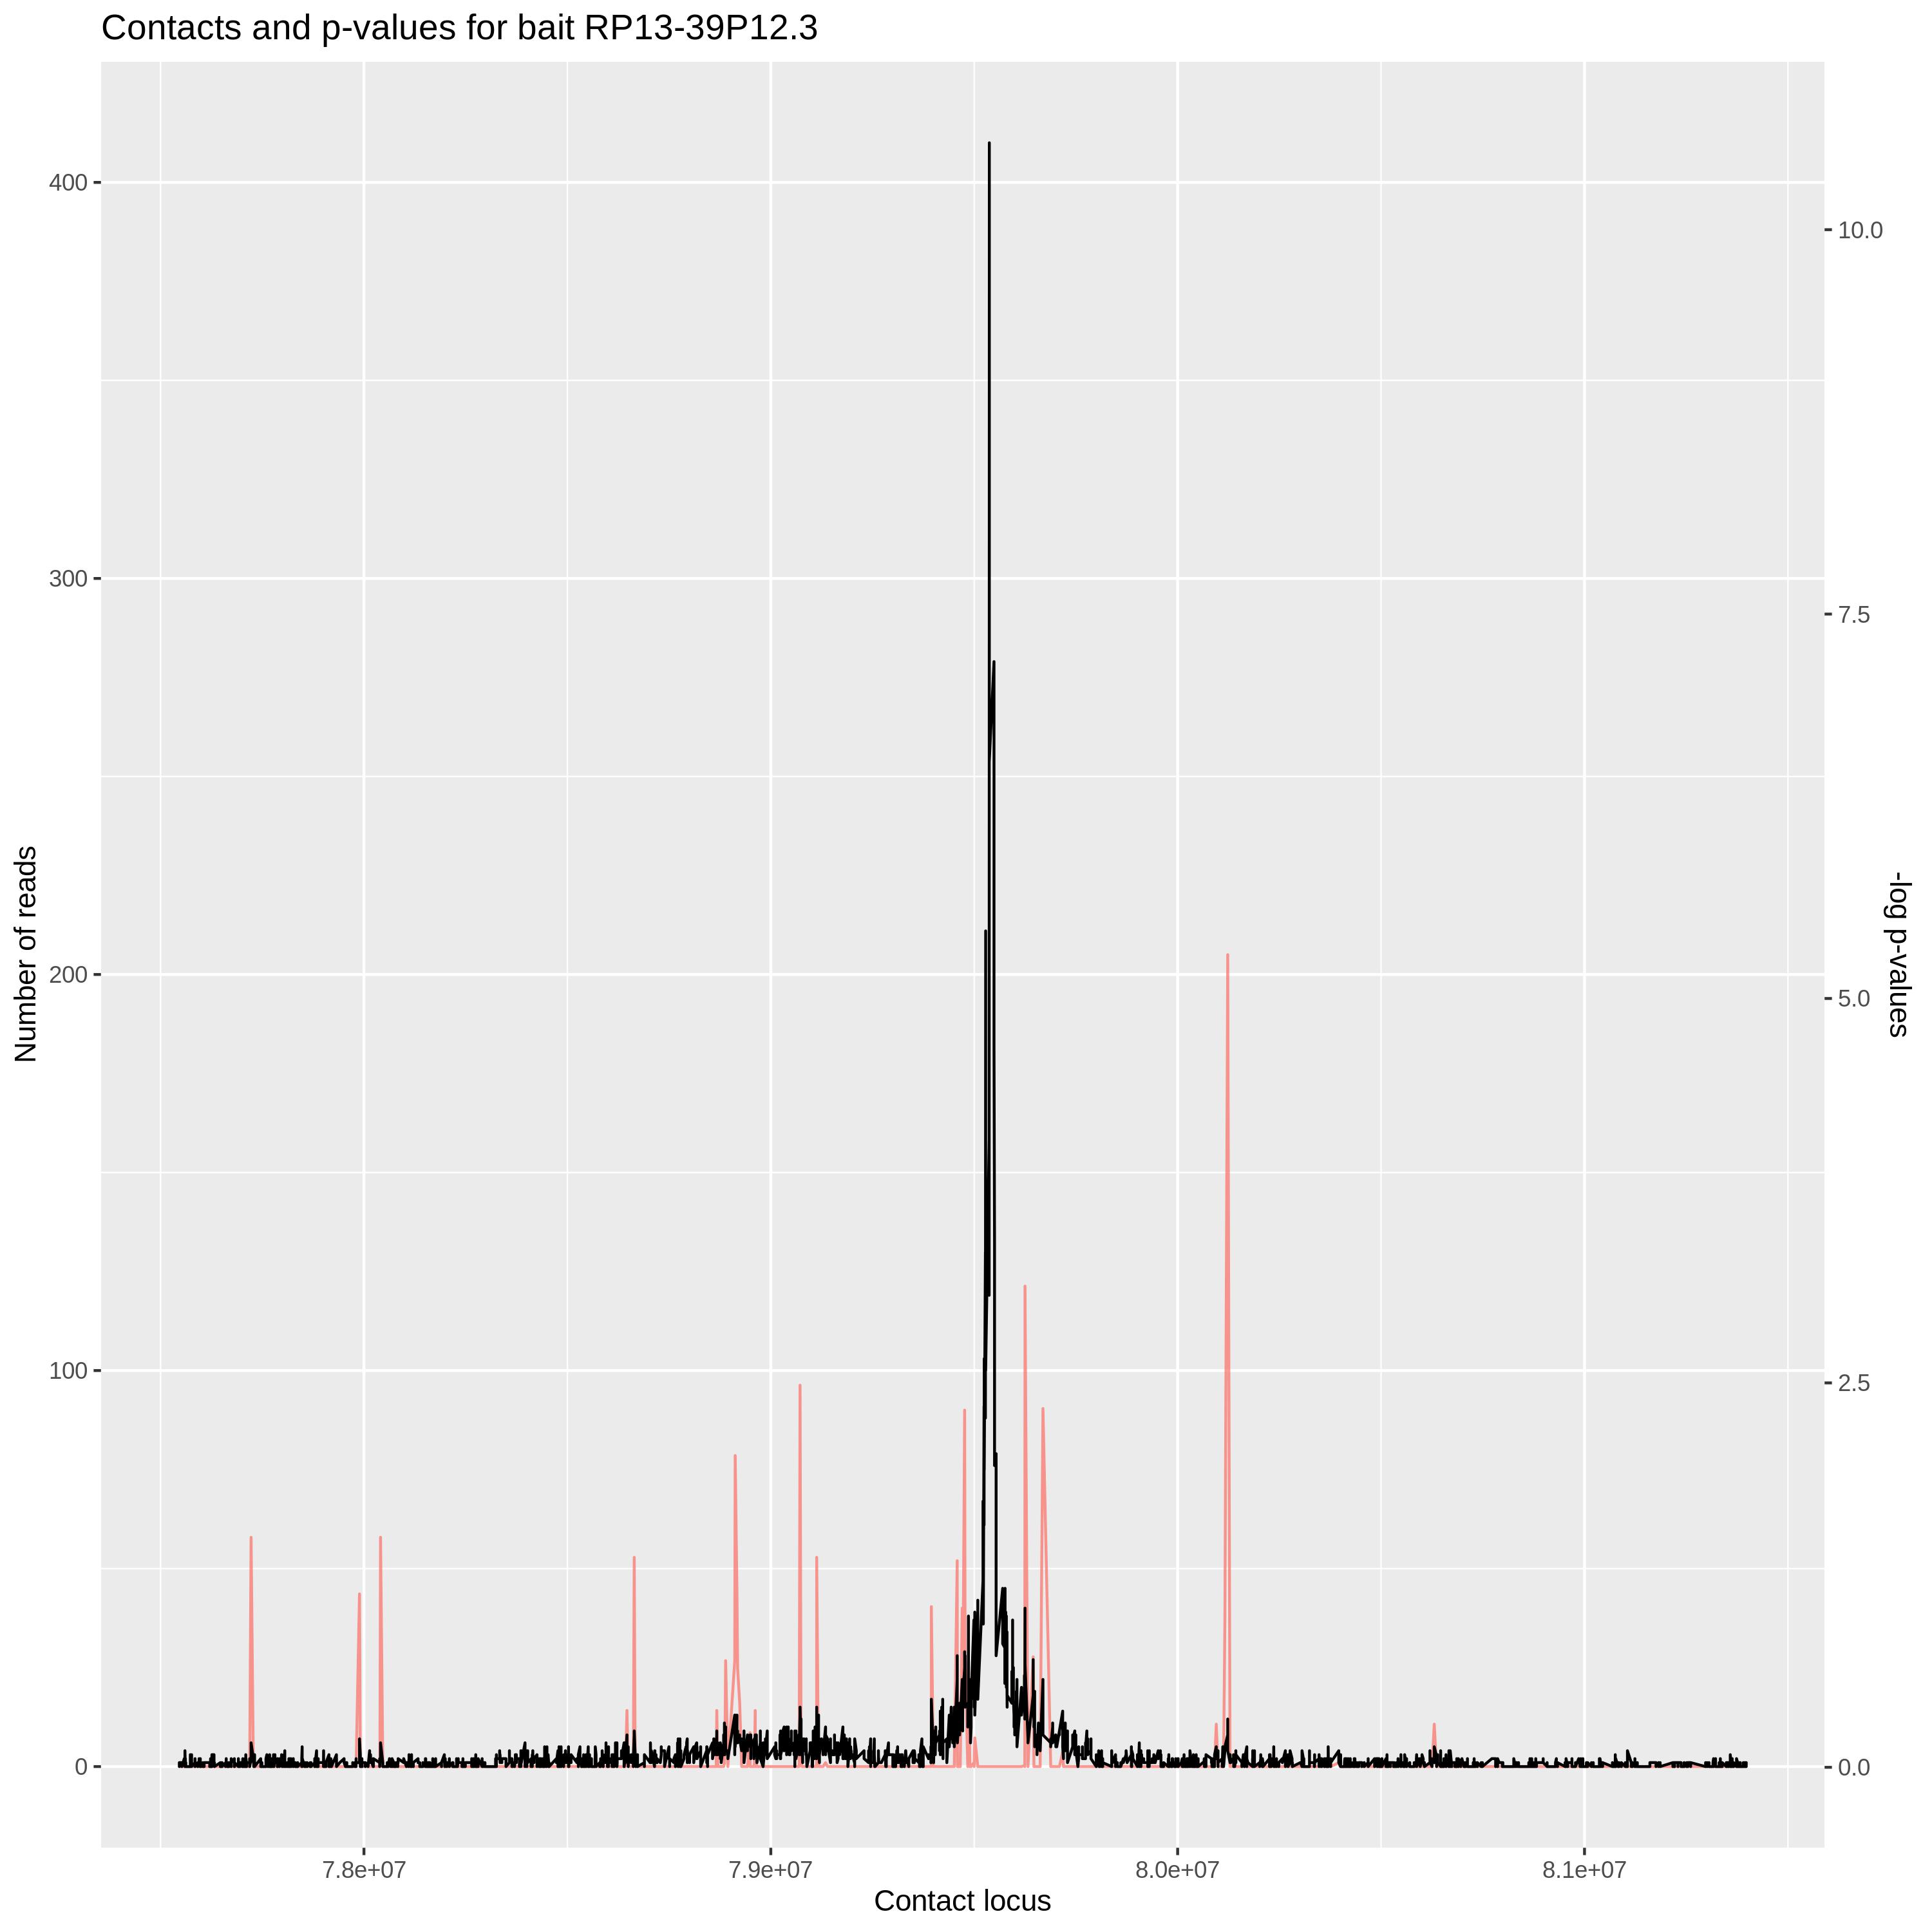 Contacts and p-values for bait RP13-39P12.3
400
300
200
100
0
Number of reads
10.0
7.5
5.0
2.5
0.0
-log p-values
7.8e+07
7.9e+07
8.0e+07
8.1e+07
Contact locus